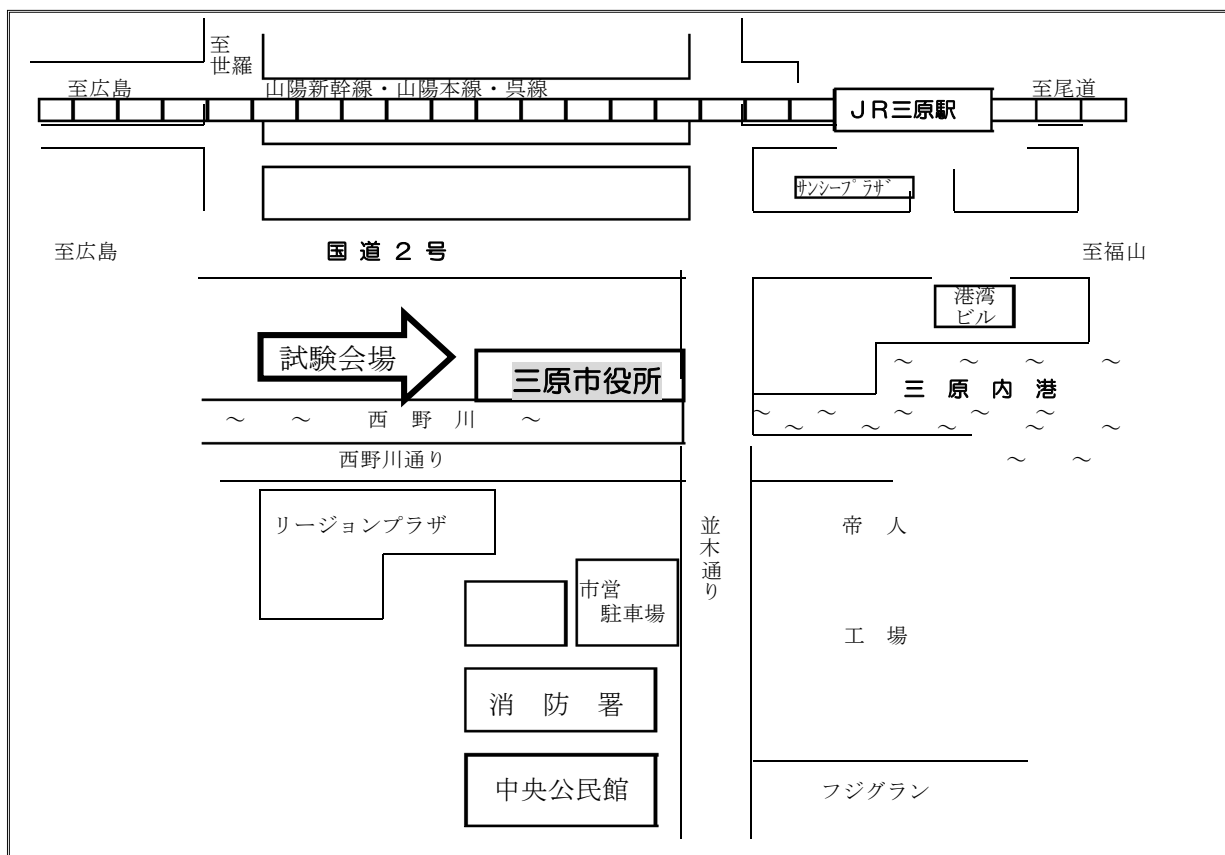 至
世羅
至広島
山陽新幹線・山陽本線・呉線
JR三原駅
至尾道
サンシープラザ
至広島
国道２号
至福山
港湾
ビル
試験会場
三原市役所
三原内港
～　～　西野川　～
西野川通り
リージョンプラザ
並木通り
帝人
市営
駐車場
工場
消防署
中央公民館
フジグラン